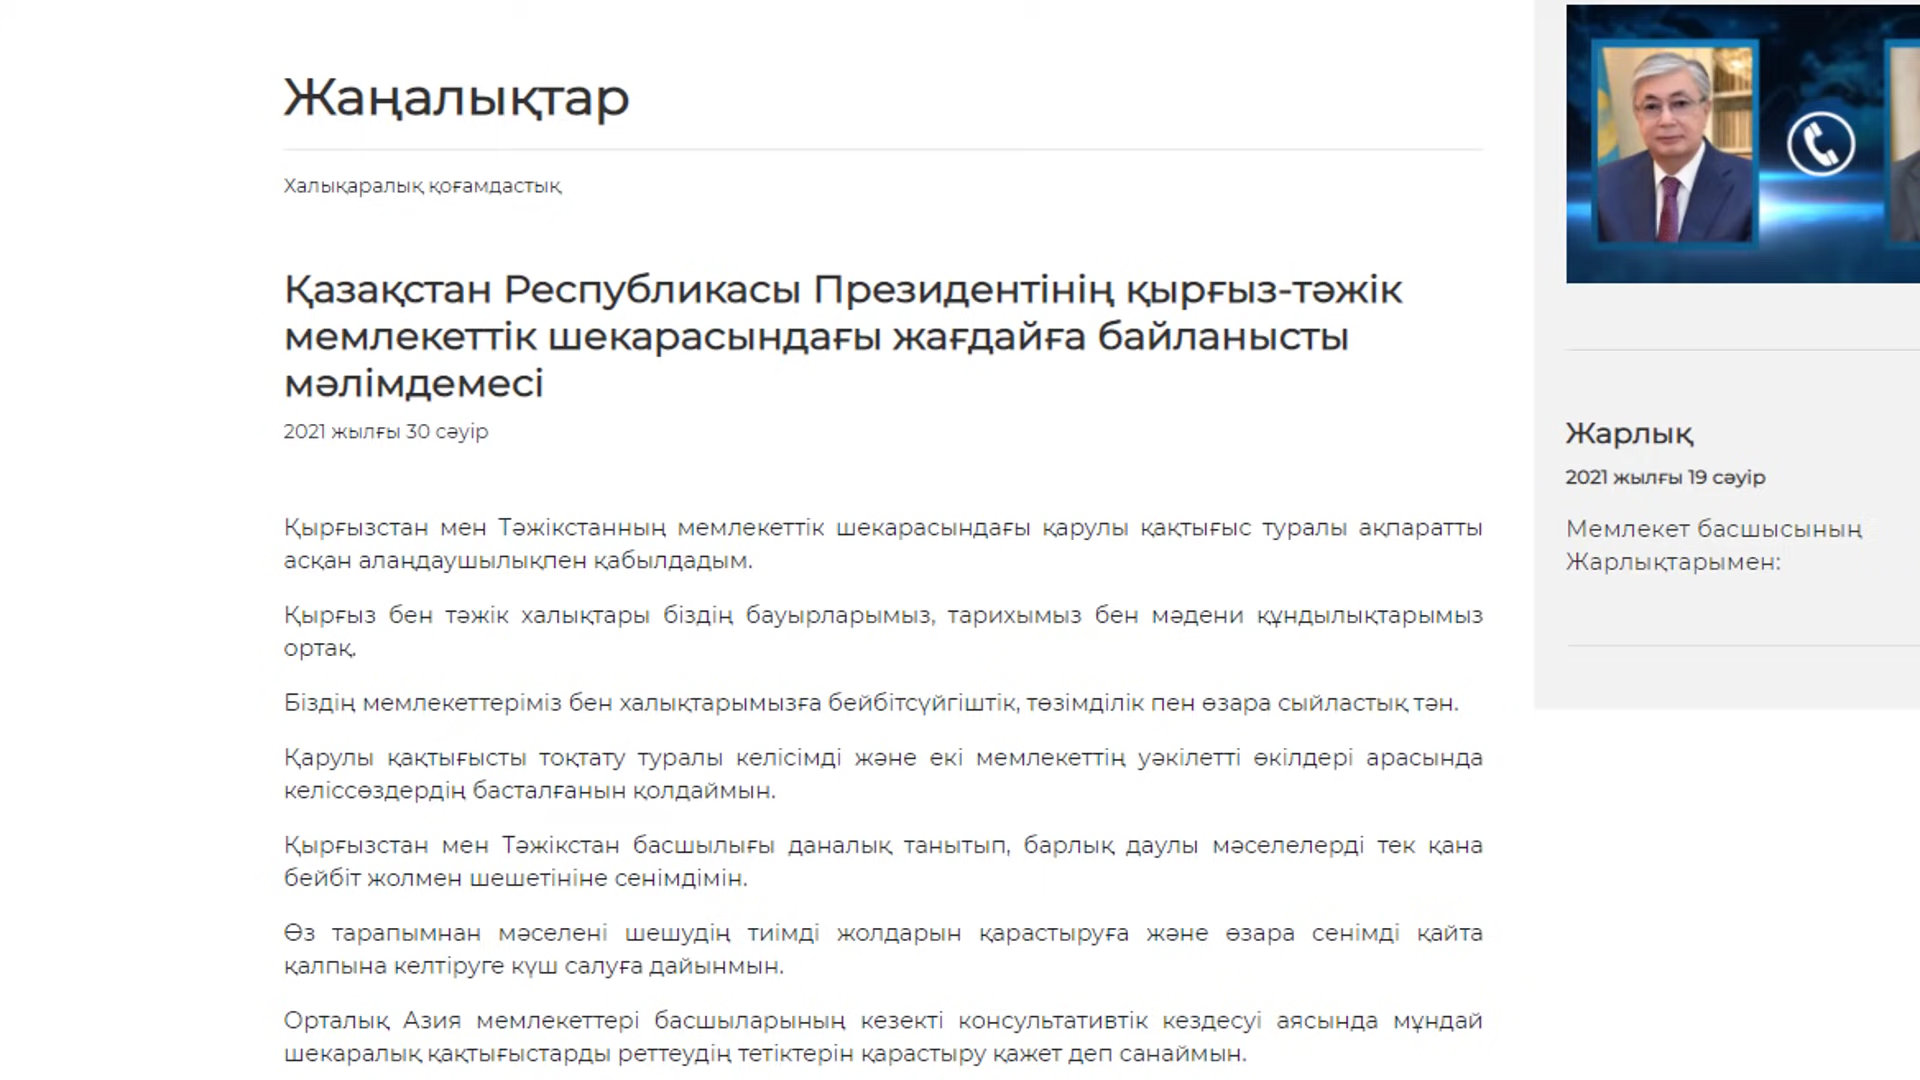 Жаңалықтар
Халықаралық қоғамдастық
Қазақстан Республикасы Президентінің қырғыз-тәжік
мемлекеттік шекарасындағы жағдайға байланысты
мәлімдемесі
2021 жылғы 30 сәуір
Қырғызстан мен Тәжікстанның мемлекеттік шекарасындағы қарулы қақтығыс туралы ақпаратты
асқан алаңдаушылықпен қабылдадым.
Қырғыз бен тәжік халықтары біздің бауырларымыз, тарихымыз бен мәдени құндылықтарымыз
ортақ.
Біздің мемлекеттеріміз бен халықтарымызға бейбітсүйгіштік, төзімділік пен өзара сыйластық тән.
Қарулы қақтығысты тоқтату туралы келісімді және екі мемлекеттің уәкілетті өкілдері арасында
келіссөздердің басталғанын қолдаймын.
Қырғызстан мен Тәжікстан басшылығы даналық танытып, барлық даулы мәселелерді тек қана
бейбіт жолмен шешетініне сенімдімін.
Өз тарапымнан мәселені шешудің тиімді жолдарын қарастыруға және өзара сенімді қайта
қалпына келтіруге күш салуға дайынмын.
Орталық Азия мемлекеттері басшыларының кезекті консультативтік кездесуі аясында мұндай
шекаралық қақтығыстарды реттеудің тетіктерін қарастыру қажет деп санаймын.
Жарлық
2021 жылғы 19 сәуір
Мемлекет басшысының
Жарлықтарымен: